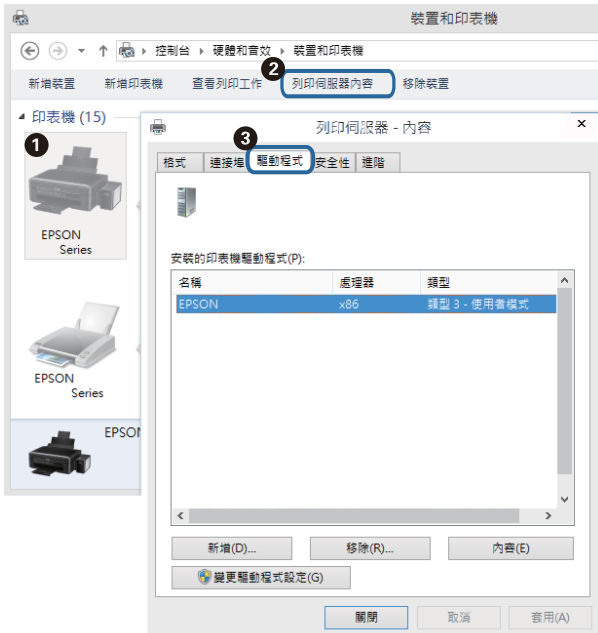 裝置和印表機
控制台 裝置和音效 裝置和印表機
新增裝置 新增印表機 查看列印工作 2 列印伺服器內容 移除裝置
印表機 (15)
1
EPSON
Series
EPSON
Series
EPSON
列印伺服器 - 內容
3
格式 連接埠 驅動程式 安全性 進階
安裝的印表機驅動程式(P):
名稱 處理器 類型
EPSON x86 類型 3 - 使用者模式
新增(D)... 移除(R)... 內容(E)
變更驅動程式設定(G)
關閉 取消 套用(A)